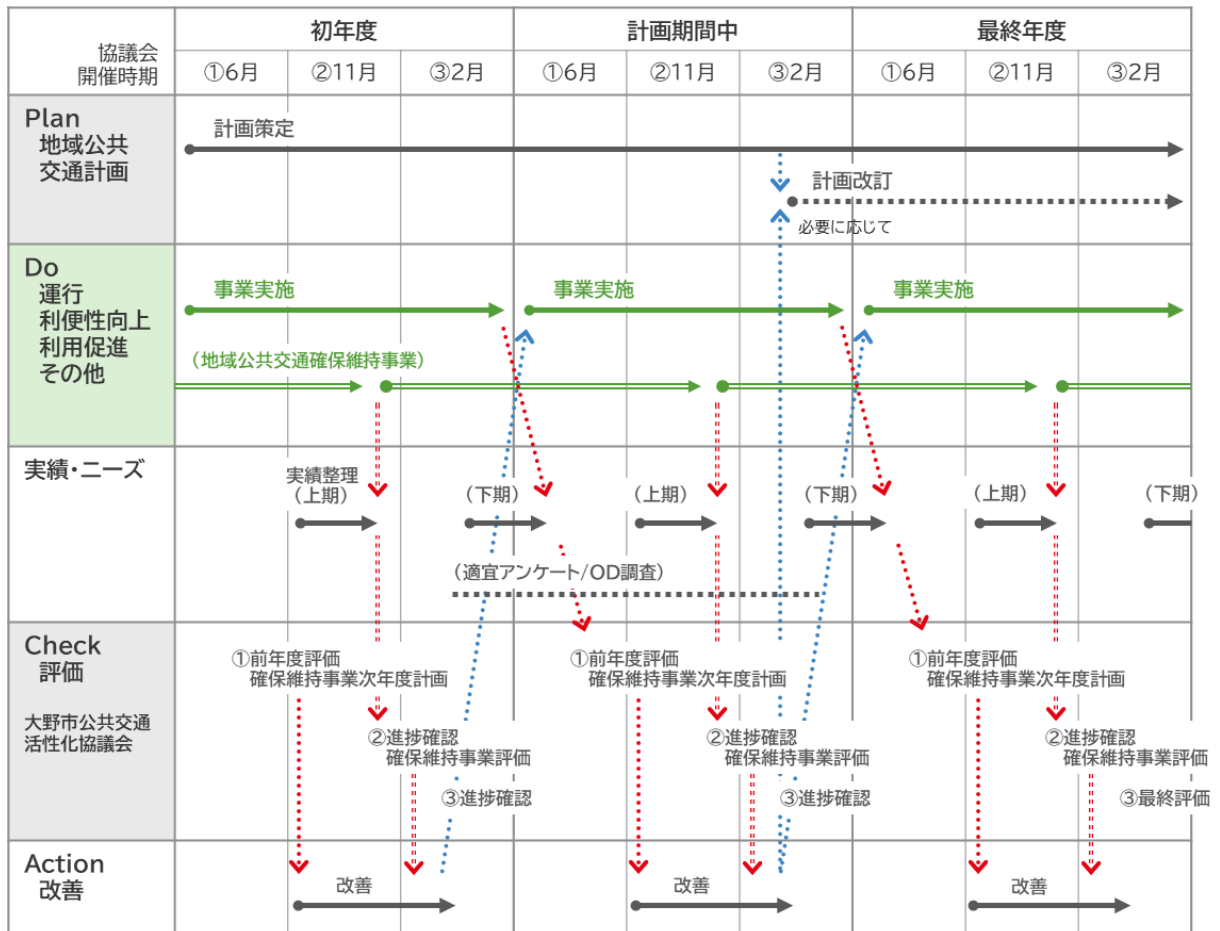 協議会
開催時期
初年度
計画期間中
最終年度
①6月
②11月
③2月
①6月
②11月
③2月
①6月
②11月
③2月
Plan
地域公共
交通計画
計画策定
計画改訂
必要に応じて
Do
運行
利便性向上
利用促進
その他
事業実施
事業実施
事業実施
(地域公共交通確保維持事業)
実績・ニーズ
実績整理
(上期)
(下期)
(上期)
(下期)
(上期)
(下期)
(適宜アンケート/OD調査)
Check
評価
大野市公共交通
活性化協議会
①前年度評価
確保維持事業次年度計画
②進捗確認
確保維持事業評価
③進捗確認
①前年度評価
確保維持事業次年度計画
②進捗確認
確保維持事業評価
③進捗確認
①前年度評価
確保維持事業次年度計画
②進捗確認
確保維持事業評価
③最終評価
Action
改善
改善
改善
改善